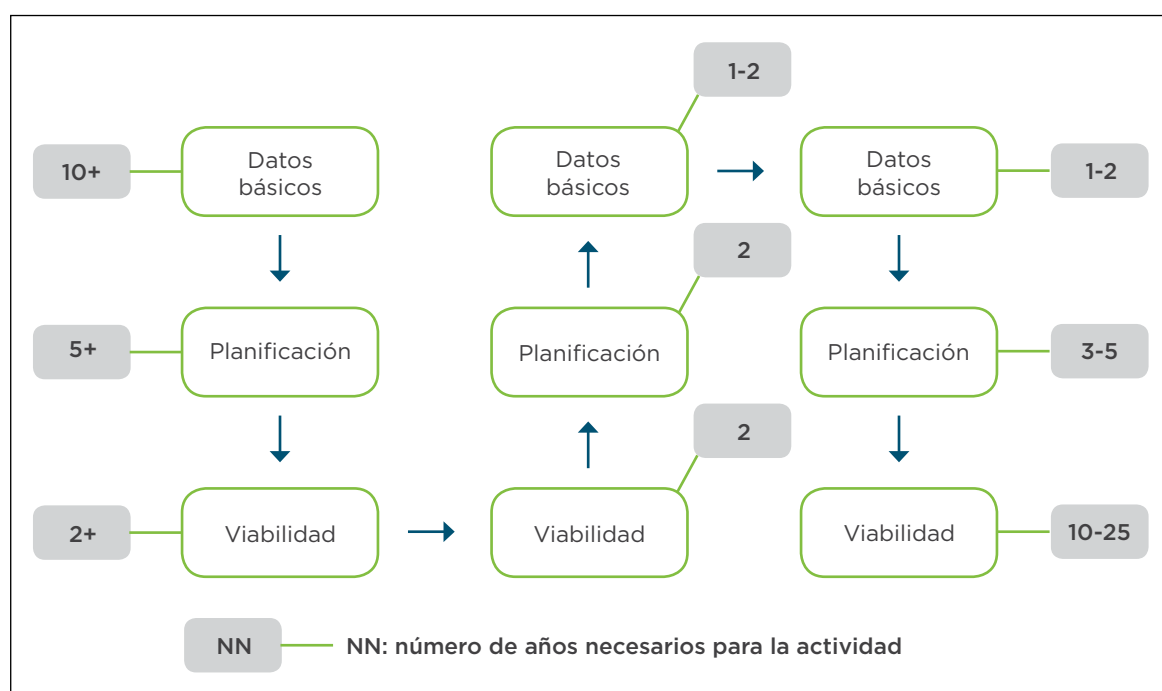 1-2
10+
Datos
básicos
Datos
básicos
Datos
básicos
1-2
2
5+
Planificación
Planificación
Planificación
3-5
2
2+
Viabilidad
Viabilidad
Viabilidad
10-25
NN
NN: número de años necesarios para la actividad